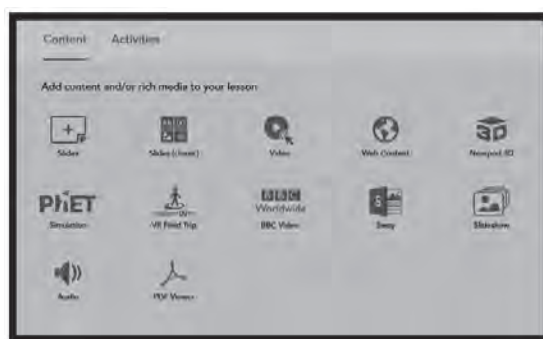 Content Activities
Add content and/or rich media to your lesson
Slides Slides (classic) Video Web Content Nearpod 3D
PhET
Simulation VR Field Trip BBC Worldwide BBC Video Sway Slideshow
Audio PDF Viewer